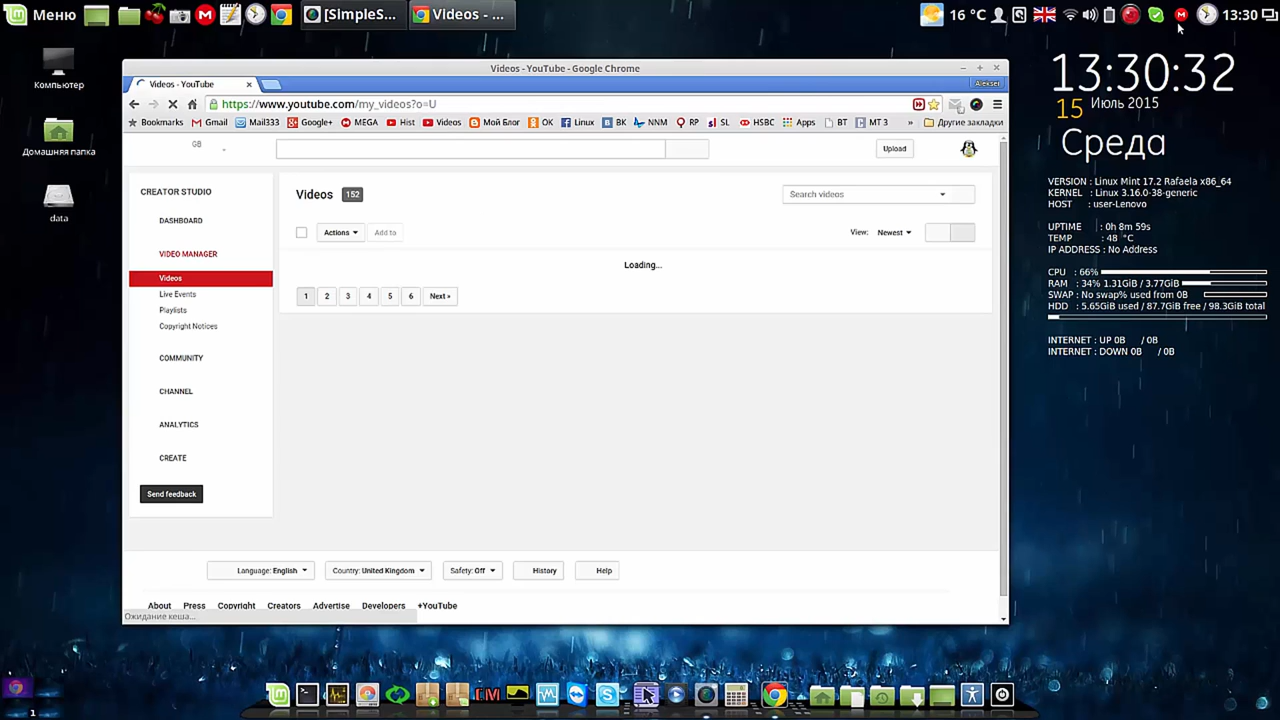 Меню
[SimpleS...
Videos - ...
16 °C
13:30
Компьютер
Домашняя папка
data
Videos - YouTube - Google Chrome
Videos - YouTube
Alekser
https://www.youtube.com/my_videos?o=U
Bookmarks Gmail Mail333 Google+ MEGA Hist Videos Мой Блог OK Linux ВК NNM RP SL HSBC Apps BT МТ 3 » Другие закладки
GB
Upload
CREATOR STUDIO
DASHBOARD
VIDEO MANAGER
Videos
Live Events
Playlists
Copyright Notices
COMMUNITY
CHANNEL
ANALYTICS
CREATE
Send feedback
Videos 152
Search videos
Actions
Add to
View: Newest
Loading...
1 2 3 4 5 6 Next »
Language: English
Country: United Kingdom
Safety: Off
History
Help
About Press Copyright Creators Advertise Developers +YouTube
Ожидание кеша...
13:30:32
15 Июль 2015
Среда
VERSION : Linux Mint 17.2 Rafaela x86_64
KERNEL : Linux 3.16.0-38-generic
HOST : user-Lenovo
UPTIME : 0h 8m 59s
TEMP : 48 °C
IP ADDRESS : No Address
CPU : 66%
RAM : 34% 1.31GiB / 3.77GiB
SWAP : No swap% used from 0B
HDD : 5.65GiB used / 87.7GiB free / 98.3GiB total
INTERNET : UP 0B / 0B
INTERNET : DOWN 0B / 0B
1